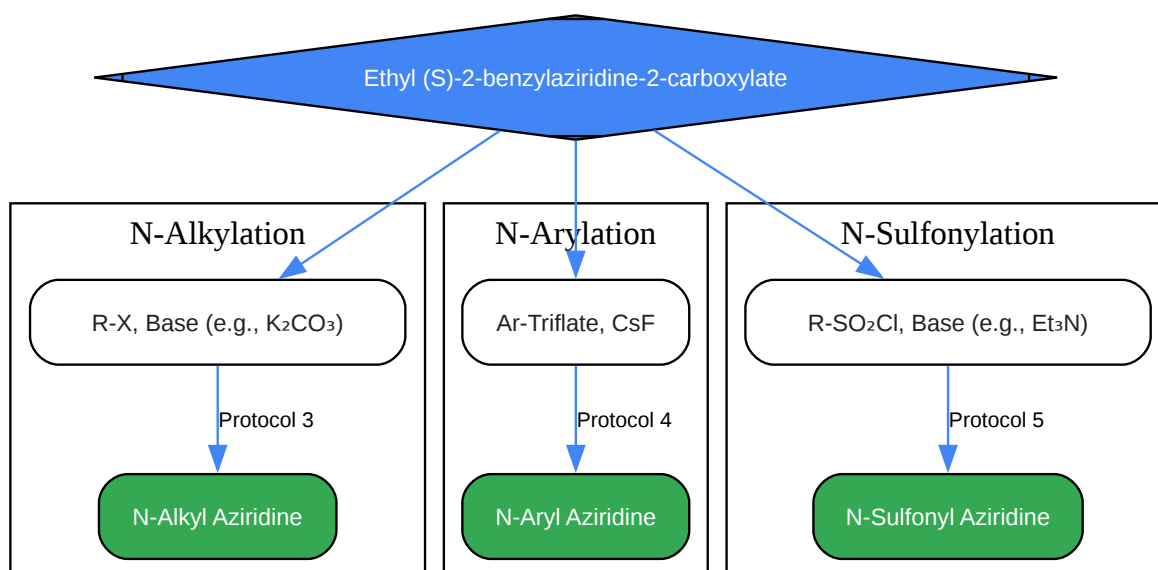 Ethyl (S)-2-benzylaziridine-2-carboxylate
N-Alkylation
R-X, Base (e.g., K₂CO₃)
Protocol 3
N-Alkyl Aziridine
N-Arylation
Ar-Triflate, CsF
Protocol 4
N-Aryl Aziridine
N-Sulfonylation
R-SO₂Cl, Base (e.g., Et₃N)
Protocol 5
N-Sulfonyl Aziridine